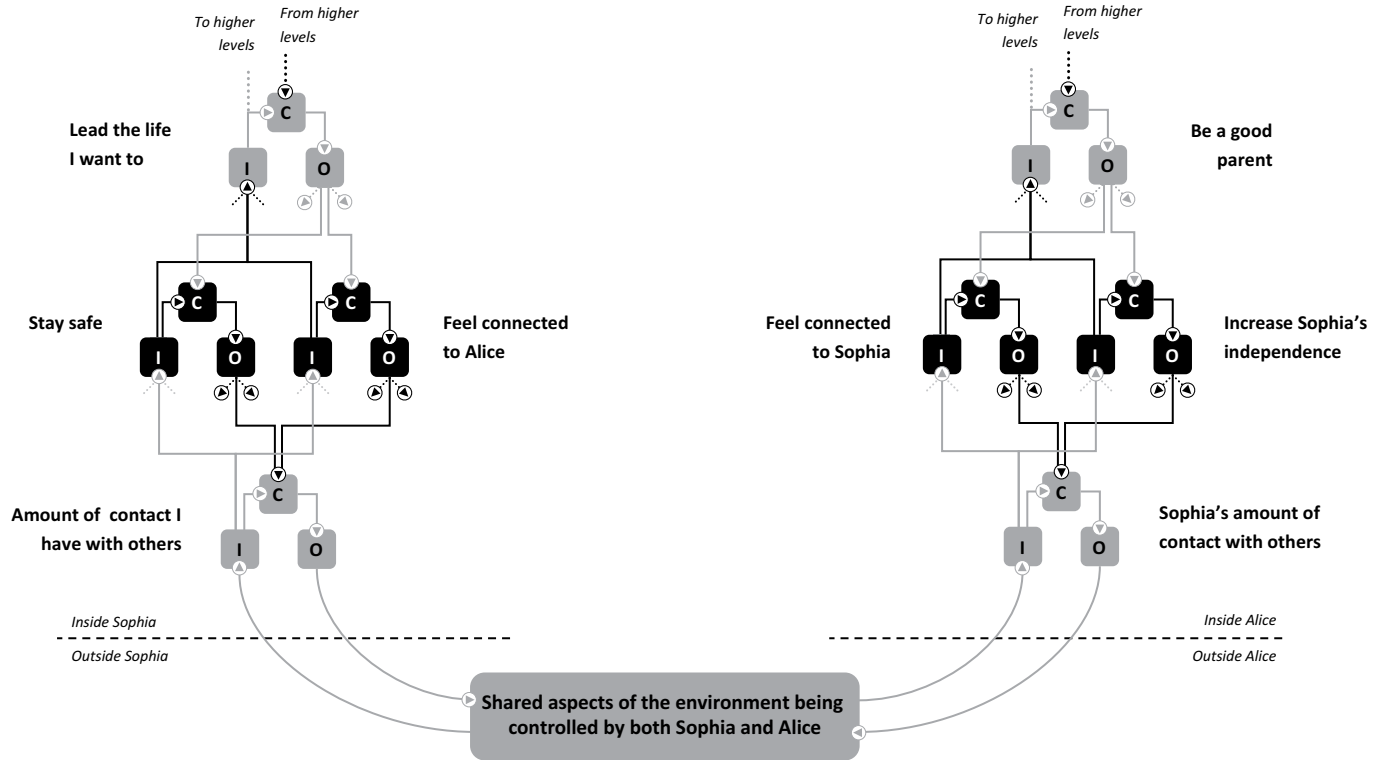 To higher
levels
From higher
levels
C
Lead the life
I want to
I
O
C
C
Stay safe
I
O
I
O
Feel connected
to Alice
C
Amount of  contact I
have with others
I
O
Inside Sophia
Outside Sophia
To higher
levels
From higher
levels
C
Be a good
parent
I
O
C
C
Feel connected
to Sophia
I
O
I
O
Increase Sophia's
independence
C
Sophia's amount of
contact with others
I
O
Inside Alice
Outside Alice
Shared aspects of the environment being
controlled by both Sophia and Alice